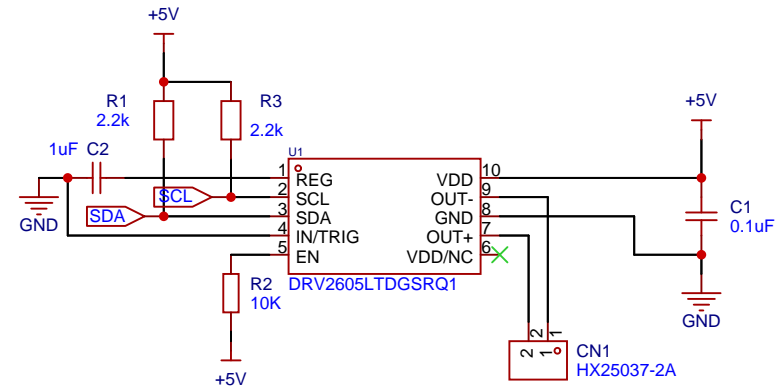 +5V
R1
2.2k
R3
2.2k
+5V
1uF C2
U1
1 REG
VDD 10
2 SCL
OUT- 9
SCL
3 SDA
GND 8
SDA
4 IN/TRIG
OUT+ 7
5 EN
VDD/NC 6
GND
C1
0.1uF
R2
10K
DRV2605LTDGSRQ1
GND
+5V
2 1
2 1
CN1
HX25037-2A